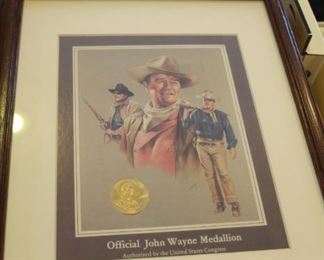 Official John Wayne Medallion
Authorized by the United States Congress